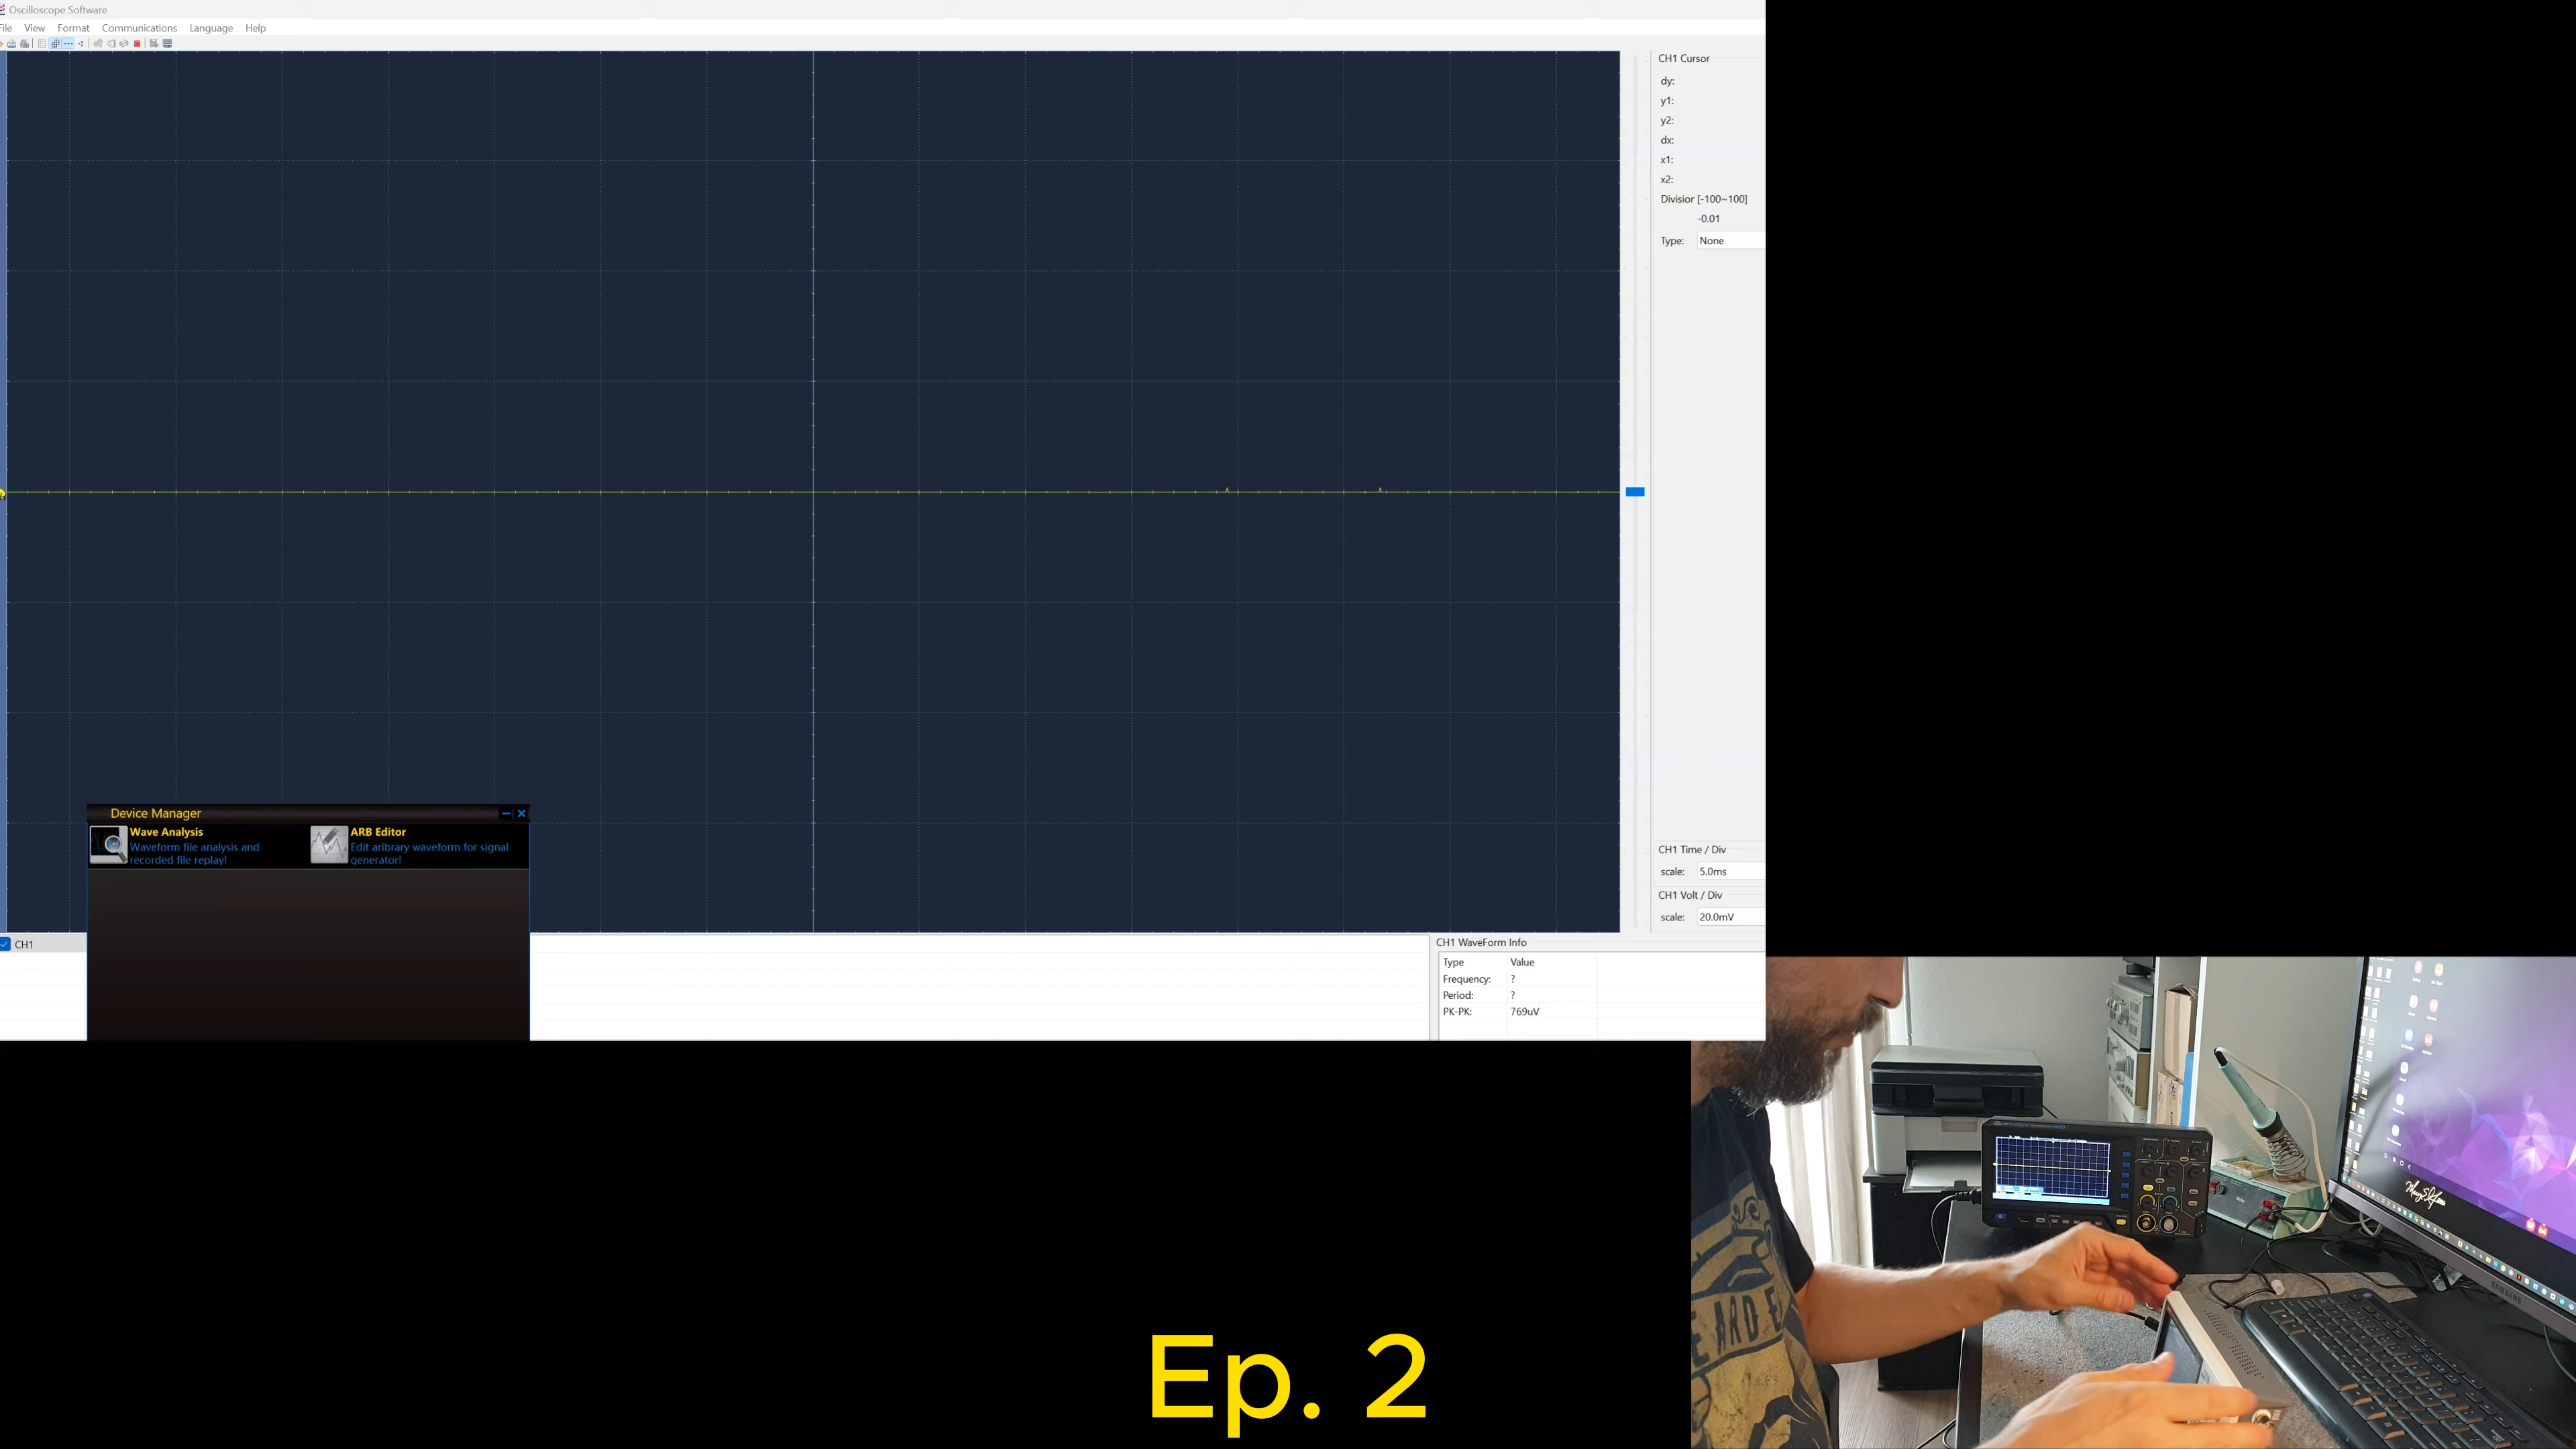 Oscilloscope Software
File View Format Communications Language Help
CH1 Cursor
dy:
y1:
y2:
dx:
x1:
x2:
Divisior [-100~100]
-0.01
Type: None
Device Manager
Wave Analysis
Waveform file analysis and
recorded file replay!
ARB Editor
Edit aribrary waveform for signal
generator!
CH1 Time / Div
scale: 5.0ms
CH1 Volt / Div
scale: 20.0mV
CH1
CH1 WaveForm Info
Type Value
Frequency: ?
Period: ?
PK-PK: 769uV
SAMSUNG
Ep. 2